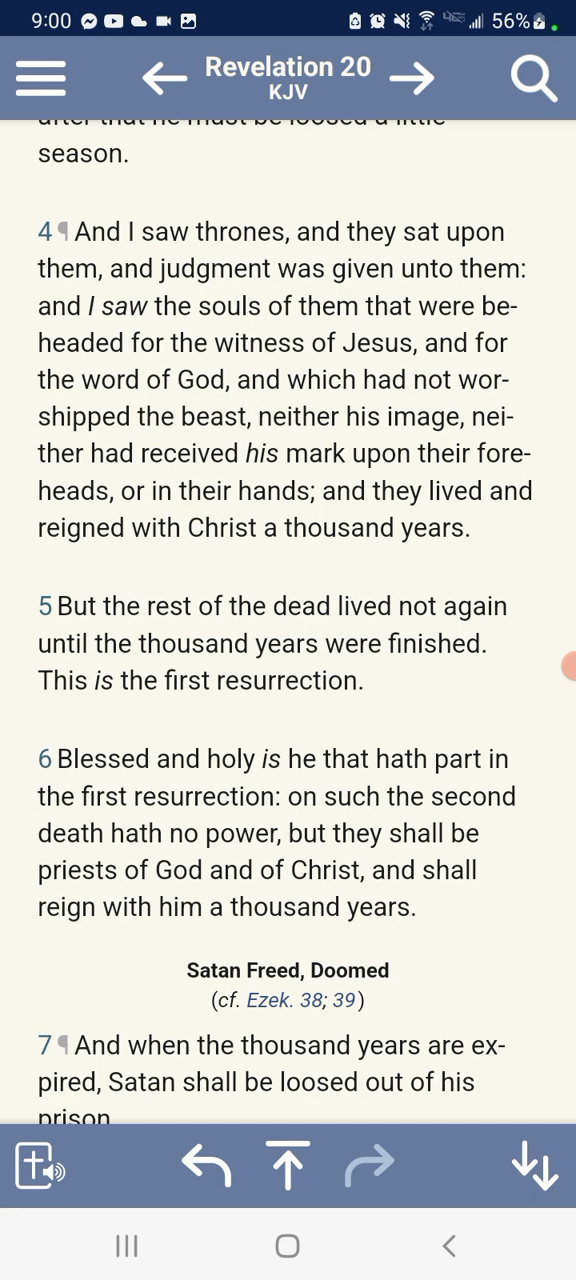 9:00
56%
Revelation 20
KJV
after that he must be loosed a little
season.
4 ¶ And I saw thrones, and they sat upon
them, and judgment was given unto them:
and I saw the souls of them that were be-
headed for the witness of Jesus, and for
the word of God, and which had not wor-
shipped the beast, neither his image, nei-
ther had received his mark upon their fore-
heads, or in their hands; and they lived and
reigned with Christ a thousand years.
5 But the rest of the dead lived not again
until the thousand years were finished.
This is the first resurrection.
6 Blessed and holy is he that hath part in
the first resurrection: on such the second
death hath no power, but they shall be
priests of God and of Christ, and shall
reign with him a thousand years.
Satan Freed, Doomed
(cf. Ezek. 38; 39)
7 ¶ And when the thousand years are ex-
pired, Satan shall be loosed out of his
prison